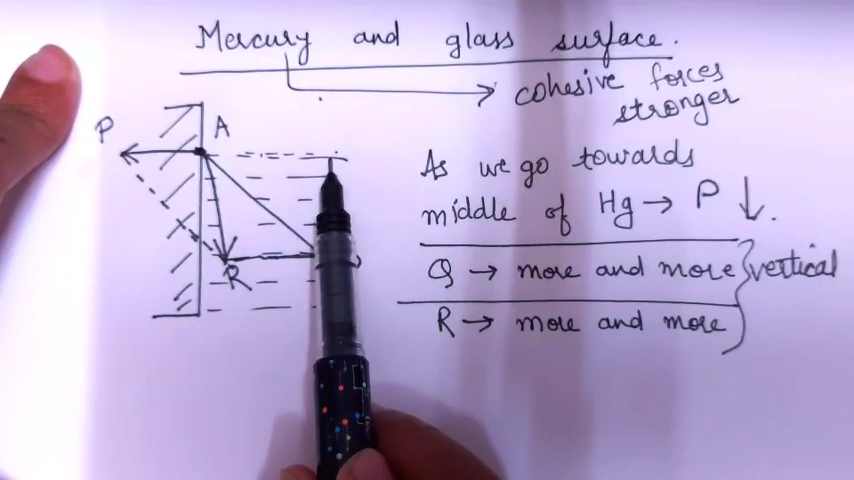 Mercury and glass surface.
cohesive forces
stronger
P
A
As we go towards
middle of Hg → P ↓.
Q → more and more
vertical
R
R → more and more